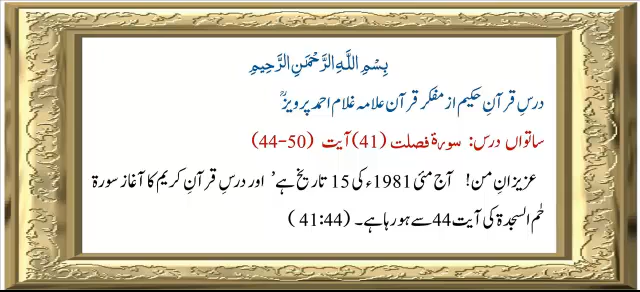 بِسْمِ اللَّهِ الرَّحْمٰنِ الرَّحِيمِ
درسِ قرآنِ حکیم از مفکر قرآن علامہ غلام احمد پرویزؒ
ساتواں درس: سورۃ فصلت (41) آیت (50-44)
عزیزانِ من! آج مئی 1981ء کی 15 تاریخ ہے’ اور درسِ قرآنِ کریم کا آغاز سورۃ
حٰم السجدۃ کی آیت 44 سے ہو رہا ہے۔ (41:44)